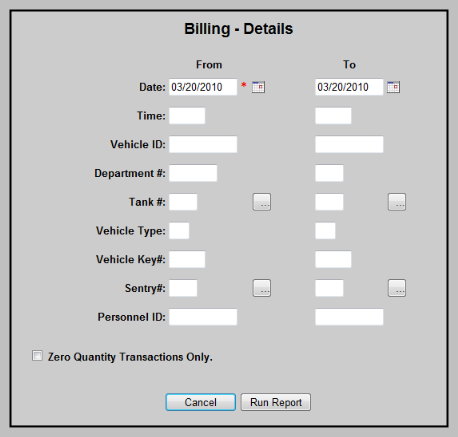 Billing - Details
From To
Date: 03/20/2010 * 03/20/2010
Time:
Vehicle ID:
Department #:
Tank #: ... ...
Vehicle Type:
Vehicle Key#:
Sentry#: ... ...
Personnel ID:
Zero Quantity Transactions Only.
Cancel Run Report